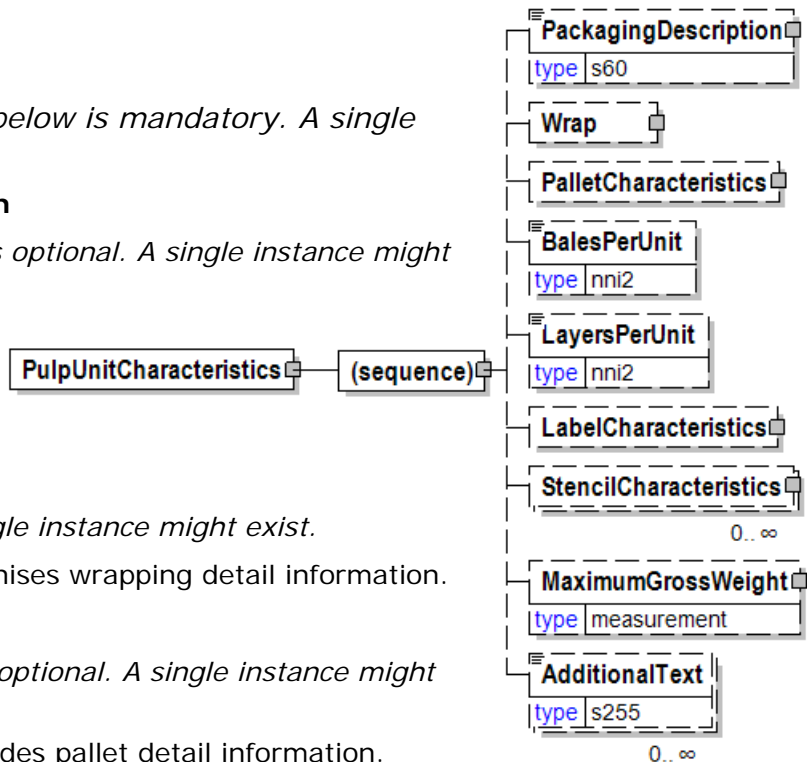 below is mandatory. A single
s optional. A single instance might
gle instance might exist.
nises wrapping detail information.
optional. A single instance might
des pallet detail information.
PulpUnitCharacteristics
(sequence)
PackagingDescription
type s60
Wrap
PalletCharacteristics
BalesPerUnit
type nni2
LayersPerUnit
type nni2
LabelCharacteristics
StencilCharacteristics
0.. ∞
MaximumGrossWeight
type measurement
AdditionalText
type s255
0.. ∞